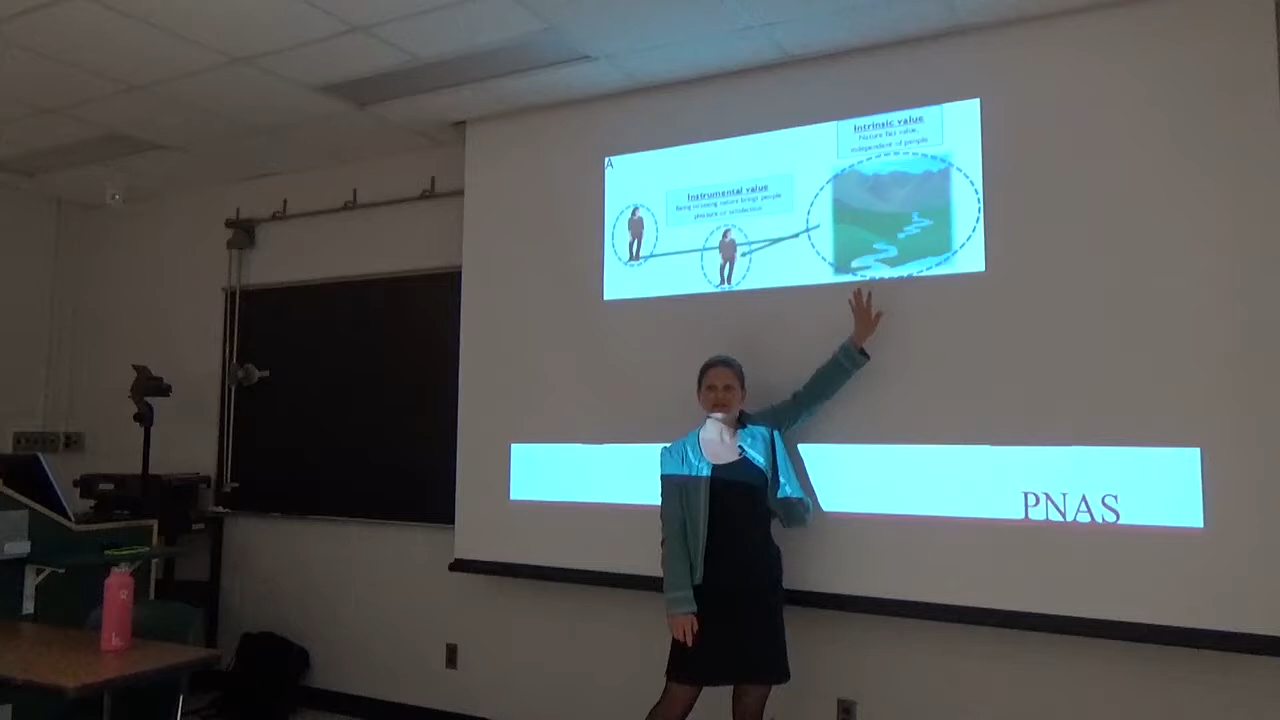 A
Intrinsic value
Nature has value,
independent of people
Instrumental value
Being in/using nature brings people
pleasure or satisfaction
PNAS